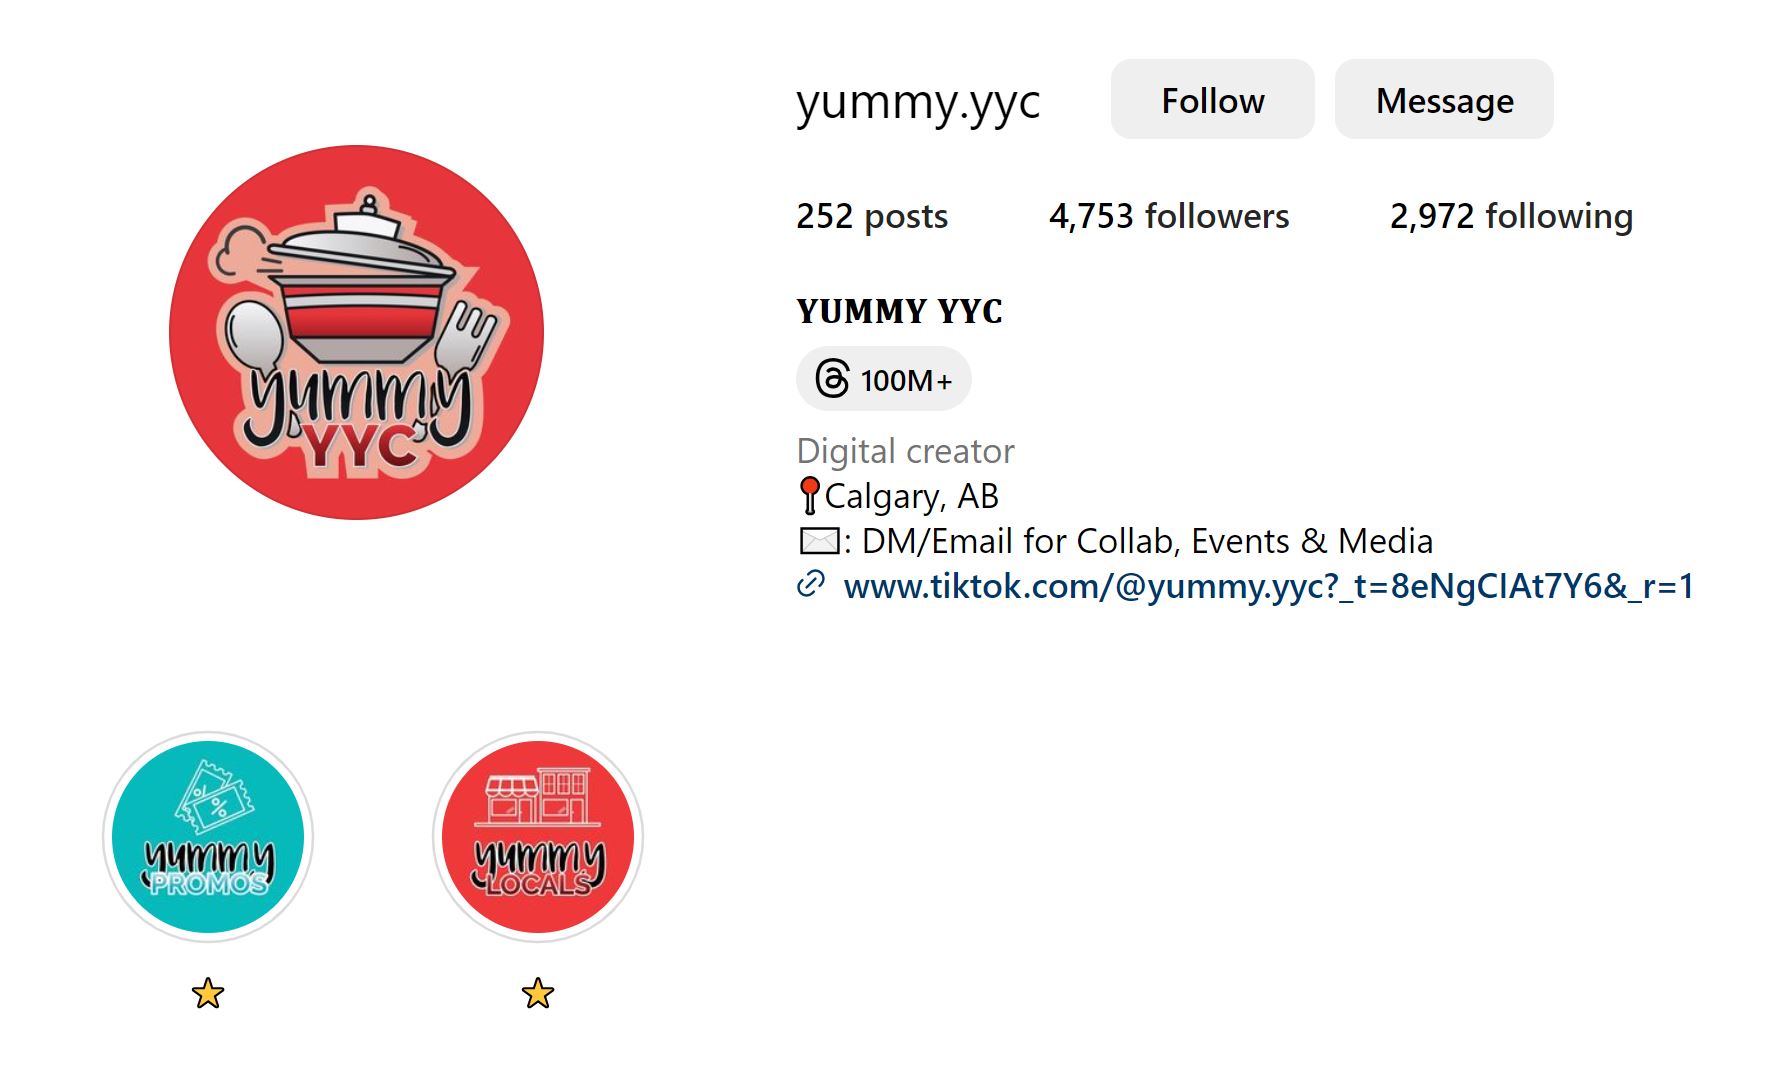 yummy.yyc Follow Message
252 posts 4,753 followers 2,972 following
YUMMY YYC
100M+
Digital creator
📍Calgary, AB
✉️: DM/Email for Collab, Events & Media
www.tiktok.com/@yummy.yyc?_t=8eNgCIAt7Y6&_r=1
yummy
YYC
yummy
PROMOS
yummy
LOCALS